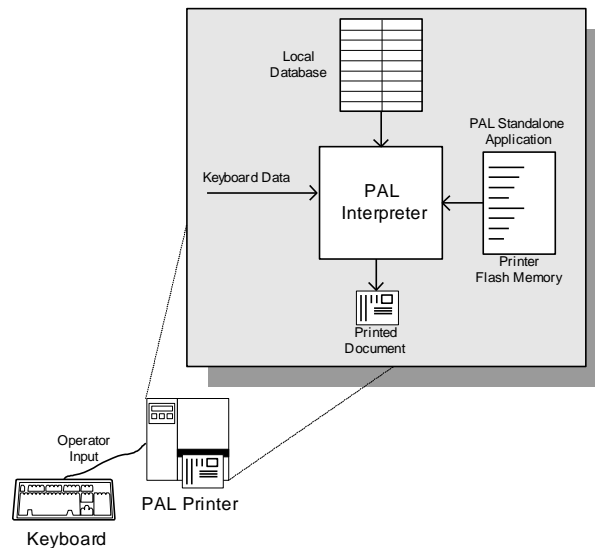 Local
Database
PAL Standalone
Application
Keyboard Data
PAL
Interpreter
Printer
Flash Memory
Printed
Document
Operator
Input
PAL Printer
Keyboard